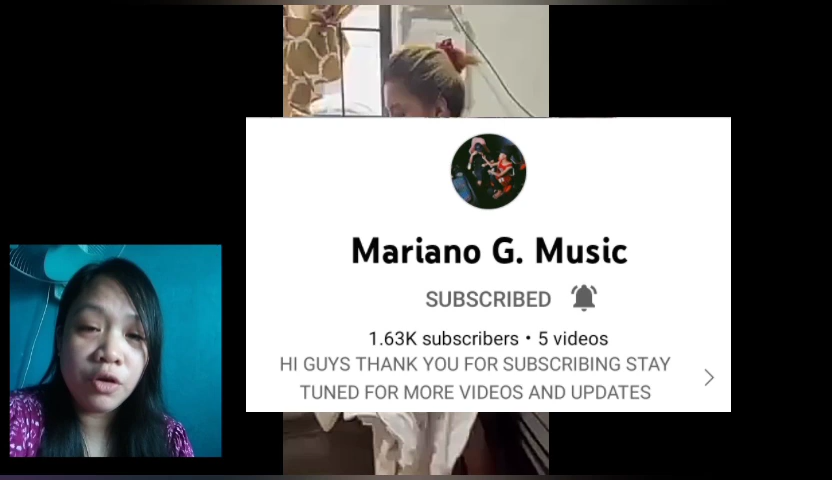 Mariano G. Music
SUBSCRIBED
1.63K subscribers • 5 videos
HI GUYS THANK YOU FOR SUBSCRIBING STAY
TUNED FOR MORE VIDEOS AND UPDATES